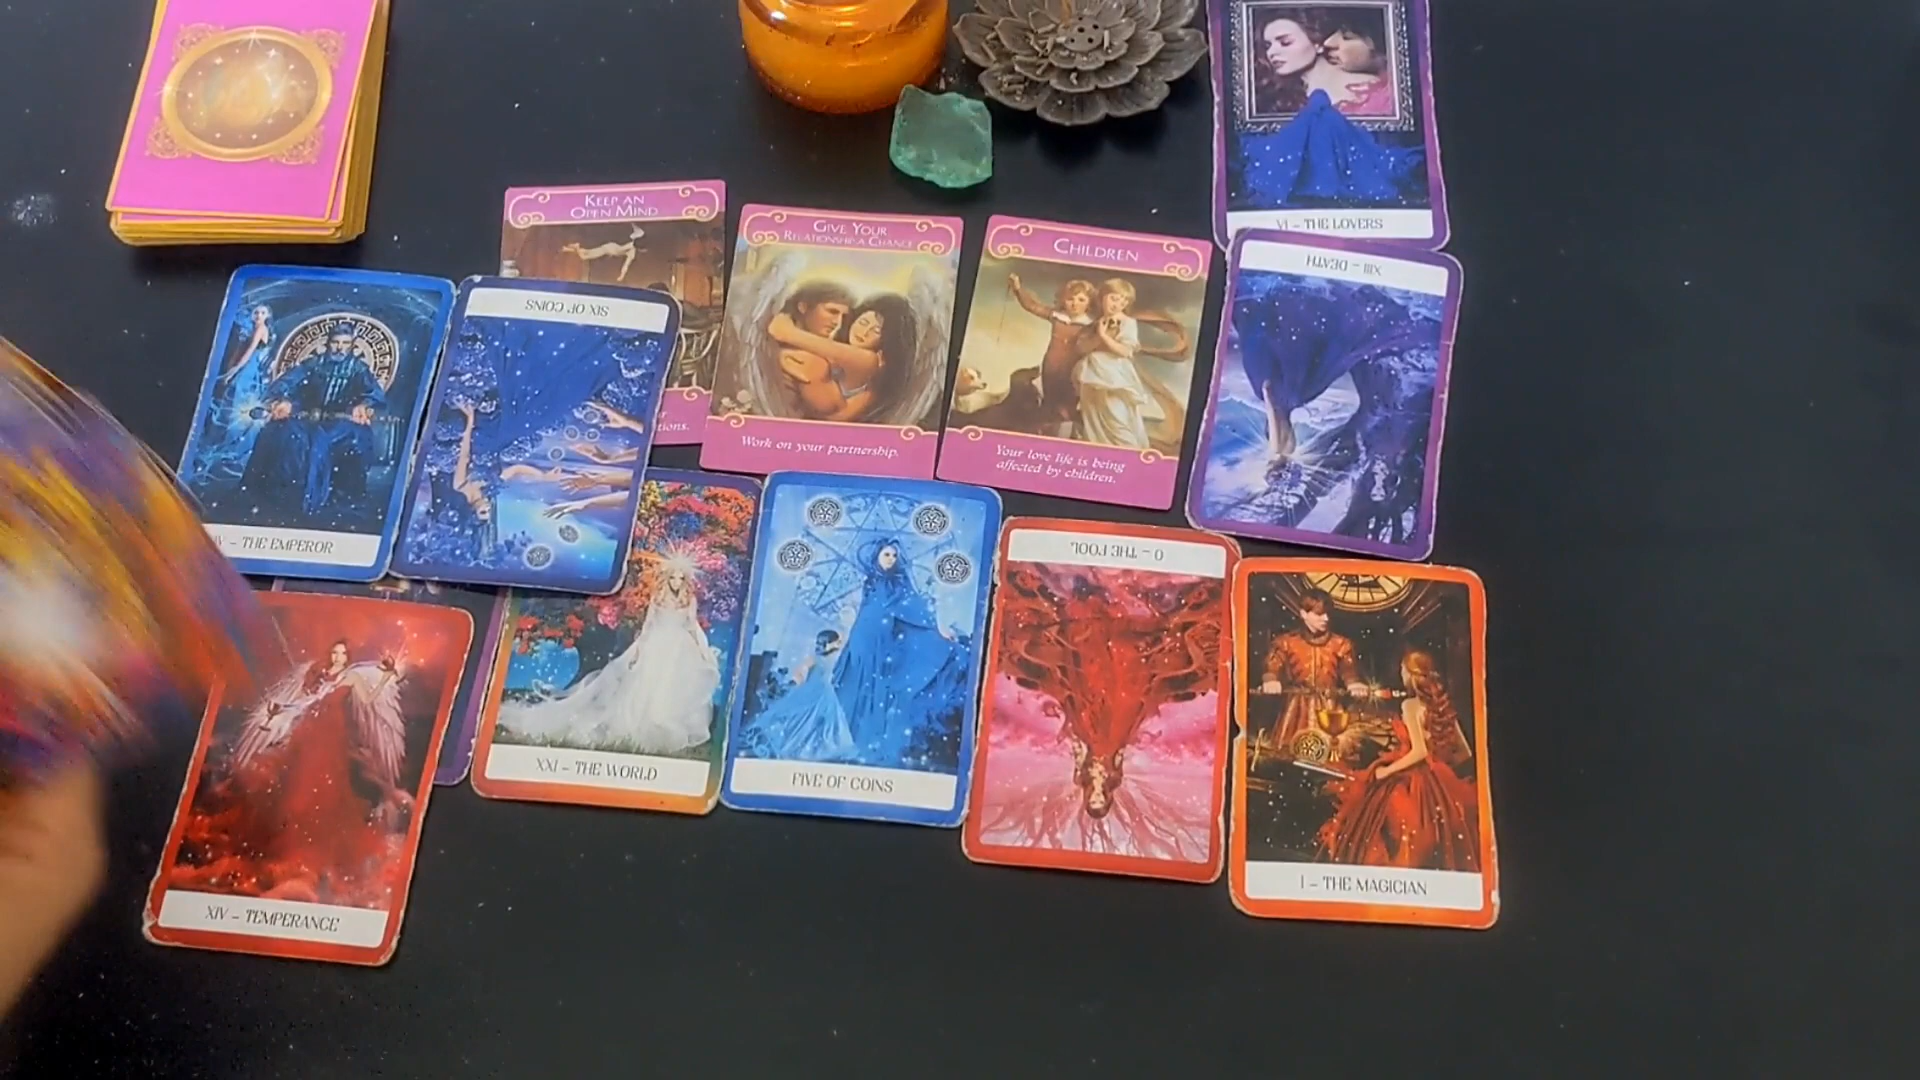 VI – THE LOVERS
KEEP AN
OPEN MIND
GIVE YOUR
RELATIONSHIP A CHANCE
CHILDREN
XIII – DEATH
SIX OF COINS
tions.
Work on your partnership.
Your love life is being
affected by children.
IV – THE EMPEROR
0 – THE FOOL
XXI – THE WORLD
FIVE OF COINS
I – THE MAGICIAN
XIV – TEMPERANCE